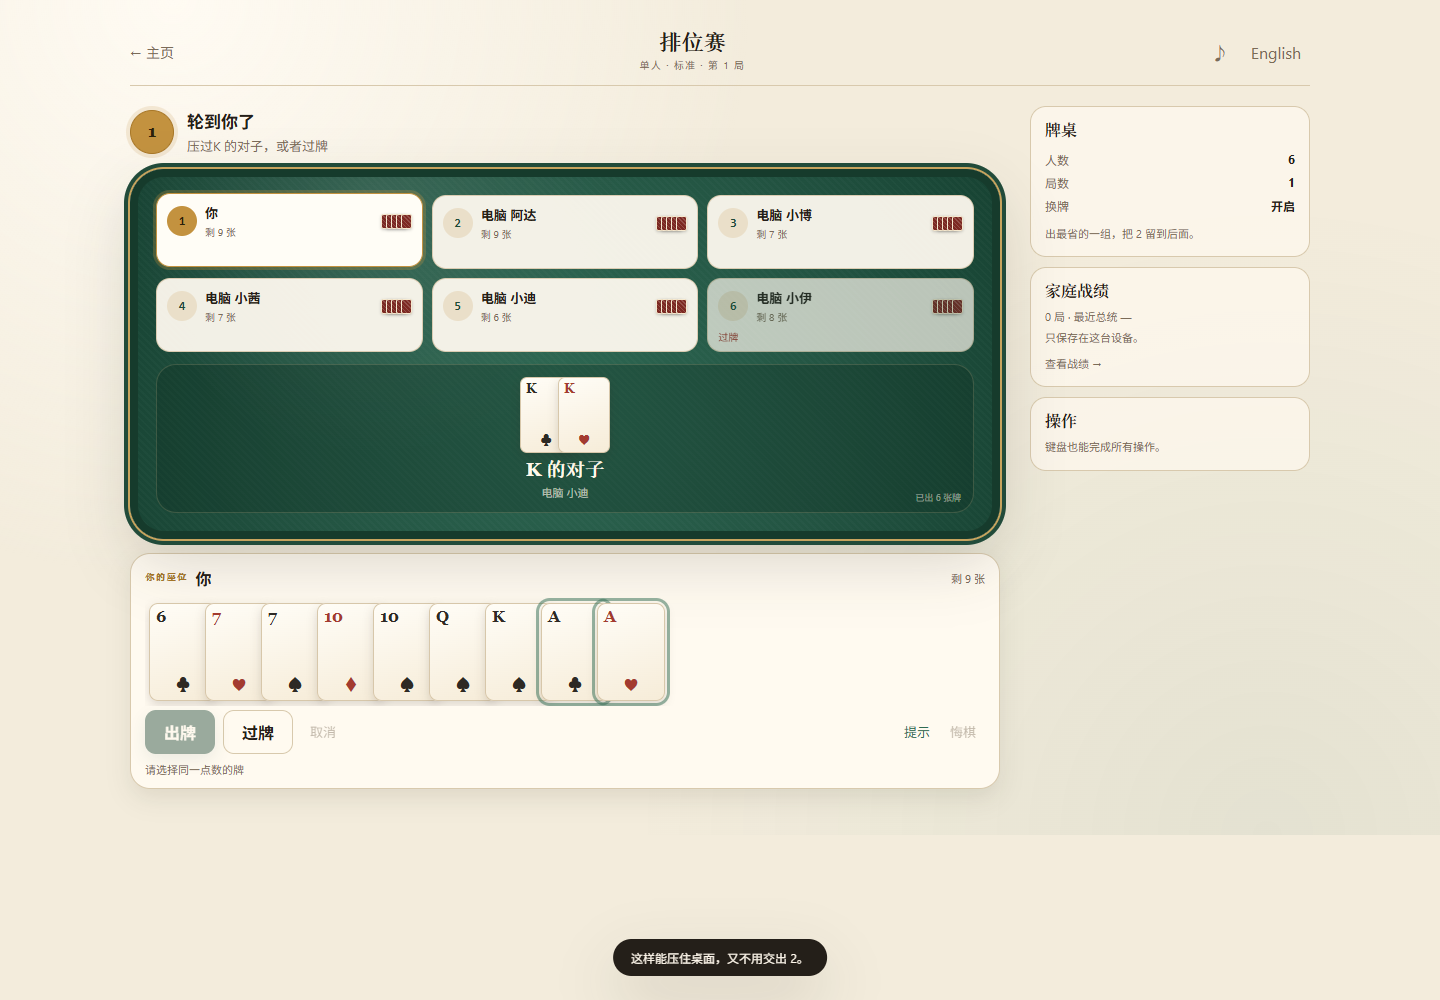 ← 主页
排位赛
单人 · 标准 · 第 1 局
♪
English
1
轮到你了
压过K 的对子，或者过牌
1
你
剩 9 张
2
电脑 阿达
剩 9 张
3
电脑 小博
剩 7 张
4
电脑 小茜
剩 7 张
5
电脑 小迪
剩 6 张
6
电脑 小伊
剩 8 张
过牌
K
K
K 的对子
电脑 小迪
已出 6 张牌
你的座位 你
剩 9 张
6 7 7 10 10 Q K A A
出牌
过牌
取消
提示
悔棋
请选择同一点数的牌
牌桌
人数 6
局数 1
换牌 开启
出最省的一组，把 2 留到后面。
家庭战绩
0 局 · 最近总统 —
只保存在这台设备。
查看战绩 →
操作
键盘也能完成所有操作。
这样能压住桌面，又不用交出 2。